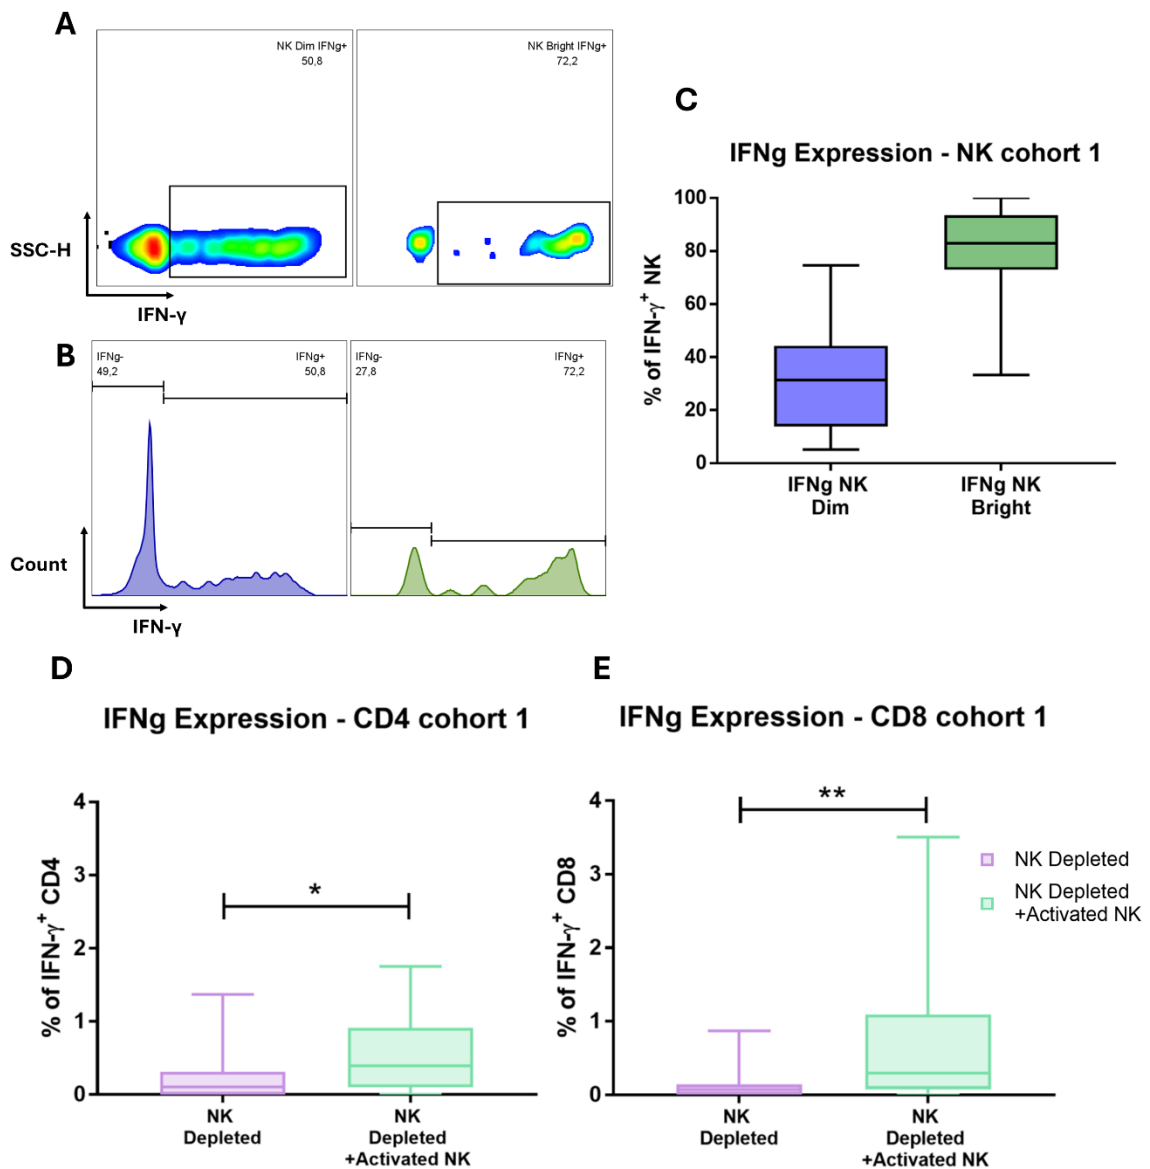 A
NK Dim IFNg+
50,8
NK Bright IFNg+
72,2
SSC-H
IFN-γ
B
IFNg-
49,2
IFNg+
50,8
IFNg-
27,8
IFNg+
72,2
Count
IFN-γ
C
IFNg Expression - NK cohort 1
% of IFN-γ+ NK
100
80
60
40
20
0
IFNg NK
Dim
IFNg NK
Bright
D
IFNg Expression - CD4 cohort 1
% of IFN-γ+ CD4
4
3
2
1
0
*
NK
Depleted
NK
Depleted
+Activated NK
E
IFNg Expression - CD8 cohort 1
% of IFN-γ+ CD8
4
3
2
1
0
**
NK
Depleted
NK
Depleted
+Activated NK
NK Depleted
NK Depleted
+Activated NK